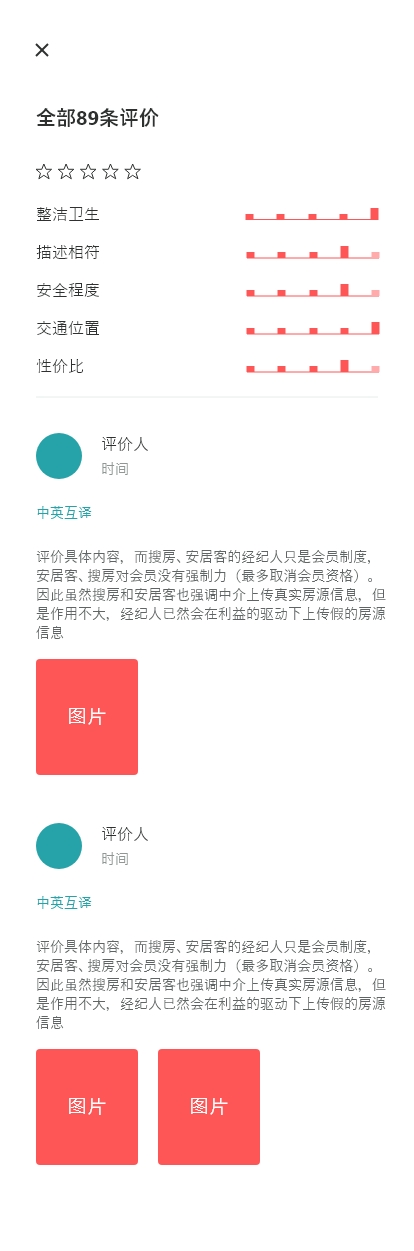 全部89条评价
整洁卫生
描述相符
安全程度
交通位置
性价比
评价人
时间
中英互译
评价具体内容，而搜房、安居客的经纪人只是会员制度，
安居客、搜房对会员没有强制力（最多取消会员资格）。
因此虽然搜房和安居客也强调中介上传真实房源信息，但
是作用不大，经纪人已然会在利益的驱动下上传假的房源
信息
图片
评价人
时间
中英互译
评价具体内容，而搜房、安居客的经纪人只是会员制度，
安居客、搜房对会员没有强制力（最多取消会员资格）。
因此虽然搜房和安居客也强调中介上传真实房源信息，但
是作用不大，经纪人已然会在利益的驱动下上传假的房源
信息
图片
图片